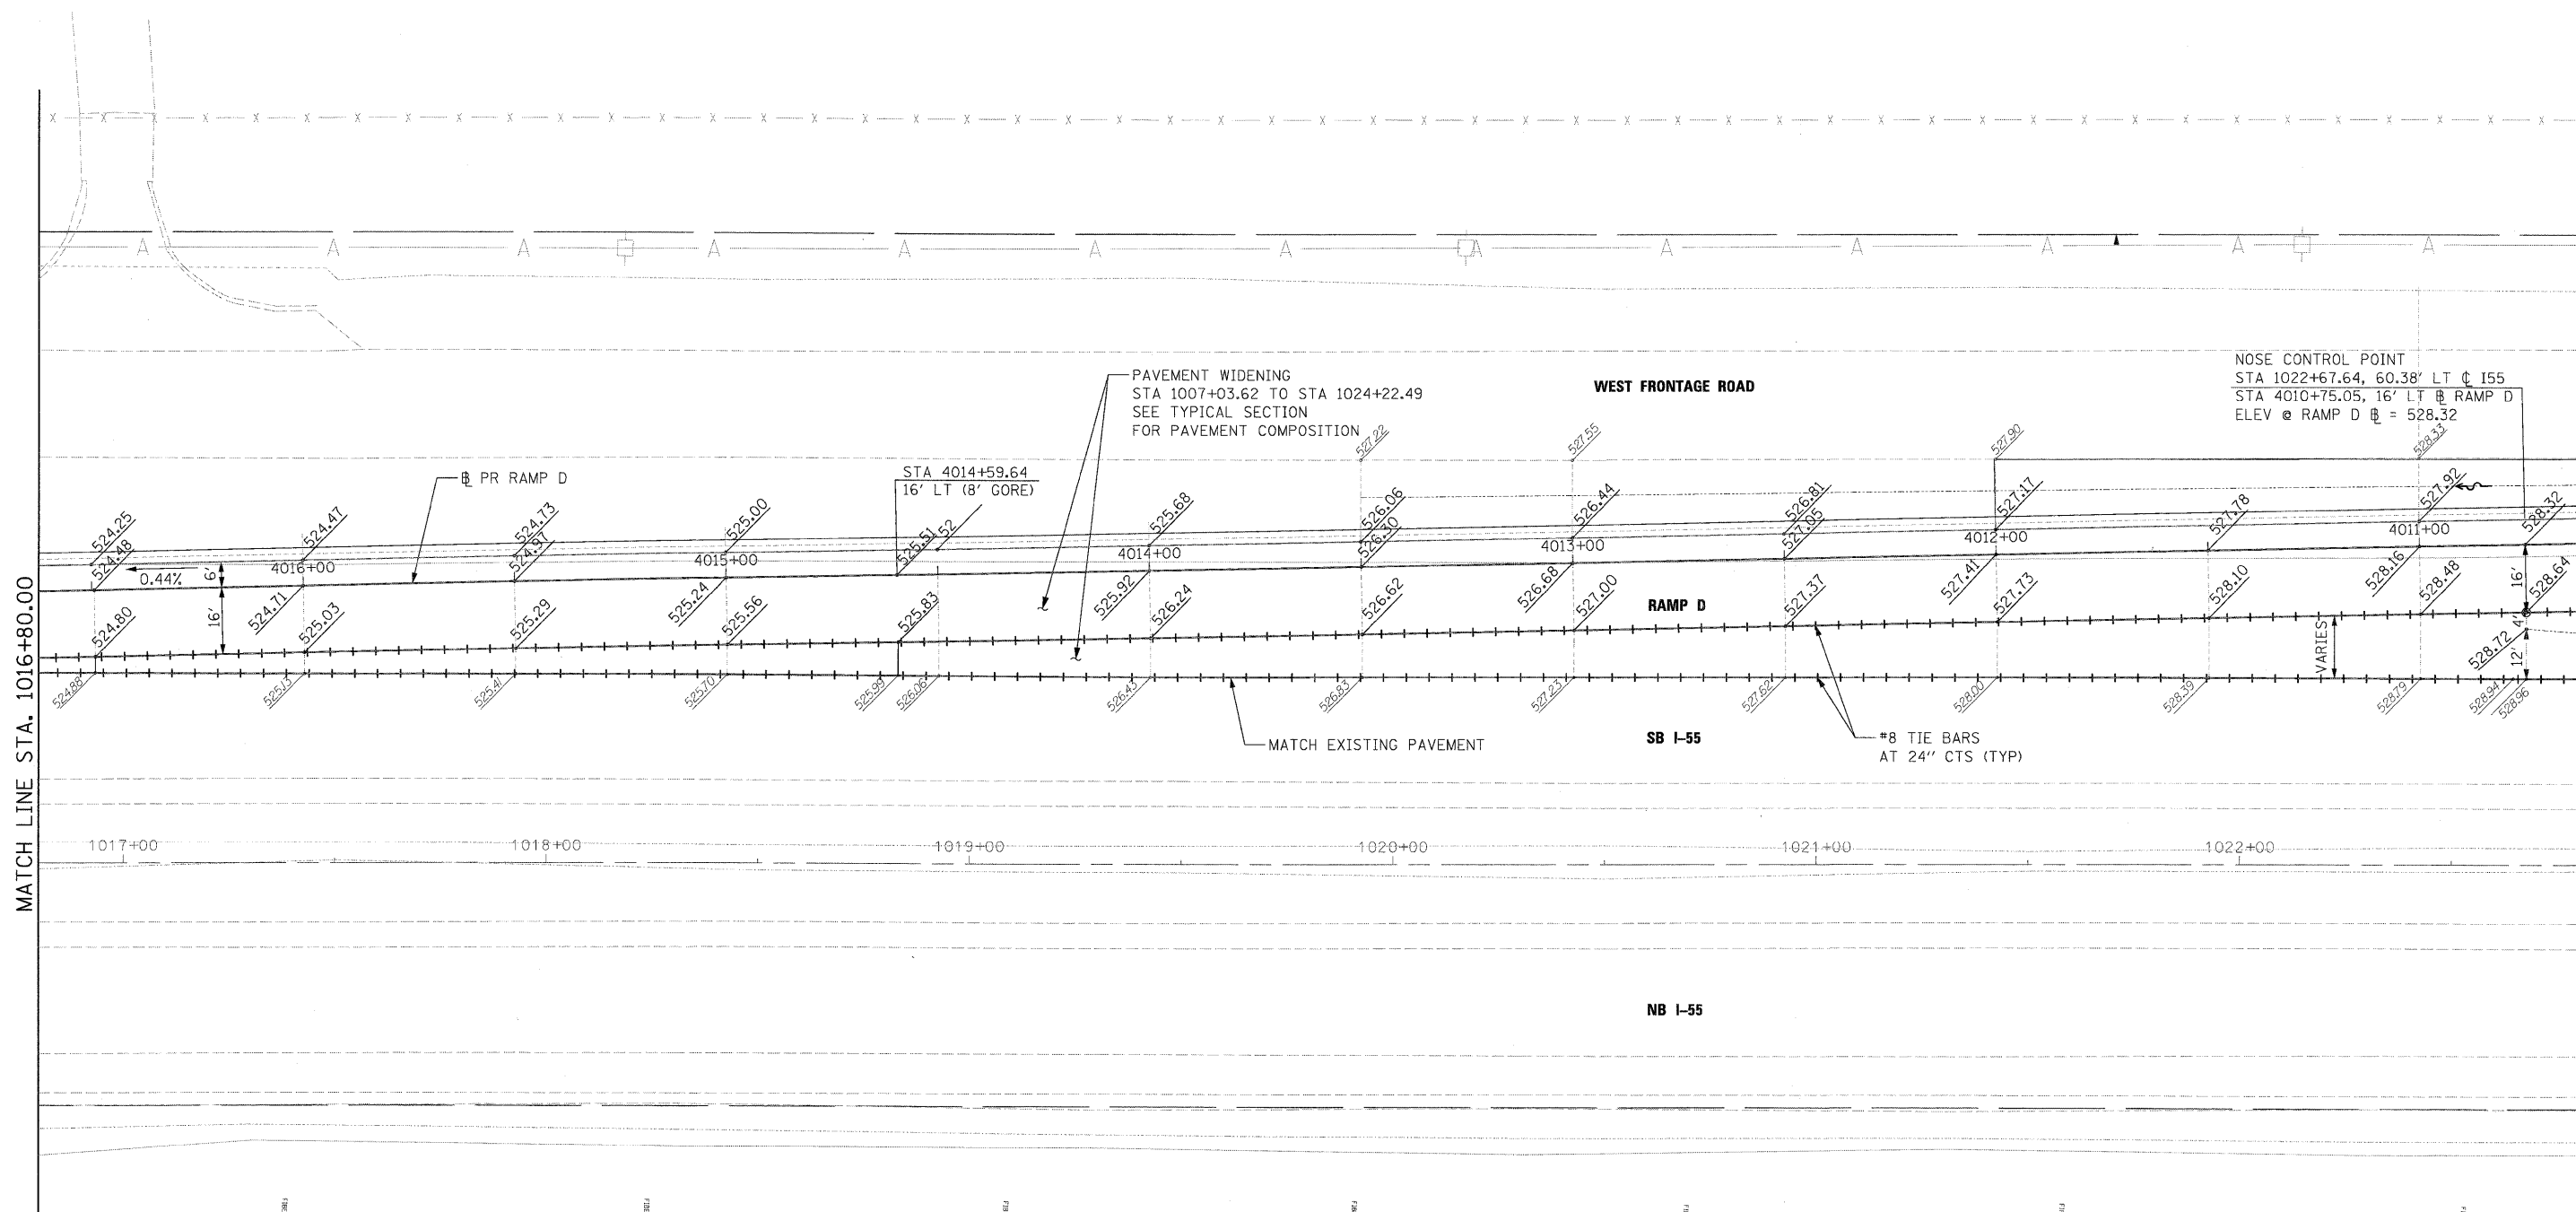 MATCH LINE STA. 1016+80.00
A A A A A A A A A A A A A
PAVEMENT WIDENING
STA 1007+03.62 TO STA 1024+22.49
SEE TYPICAL SECTION
FOR PAVEMENT COMPOSITION
WEST FRONTAGE ROAD
NOSE CONTROL POINT
STA 1022+67.64, 60.38' LT ℄ I55
STA 4010+75.05, 16' LT B̵L RAMP D
ELEV @ RAMP D BL = 528.32
527.22 527.55 527.90 528.33
BL PR RAMP D
STA 4014+59.64
16' LT (8' GORE)
524.25 524.47 524.73 525.00 525.68 526.06 526.44 526.81 527.17 527.92
524.48 524.97 525.51 52 526.30 527.05 527.78 528.32
4016+00 4015+00 4014+00 4013+00 4012+00 4011+00
0.44%
6'
16'
524.71 525.24 525.92 526.68 527.41 528.16
16'
524.80 525.03 525.29 525.56 525.83 526.24 526.62 527.00 527.37 527.73 528.10 528.48 528.64
RAMP D
VARIES
4'
528.72
12'
524.88 525.13 525.41 525.70 525.99 526.06 526.43 526.83 527.23 527.62 528.00 528.39 528.79 528.94 528.96
MATCH EXISTING PAVEMENT
SB I-55
#8 TIE BARS
AT 24" CTS (TYP)
1017+00 1018+00 1019+00 1020+00 1021+00 1022+00
NB I-55